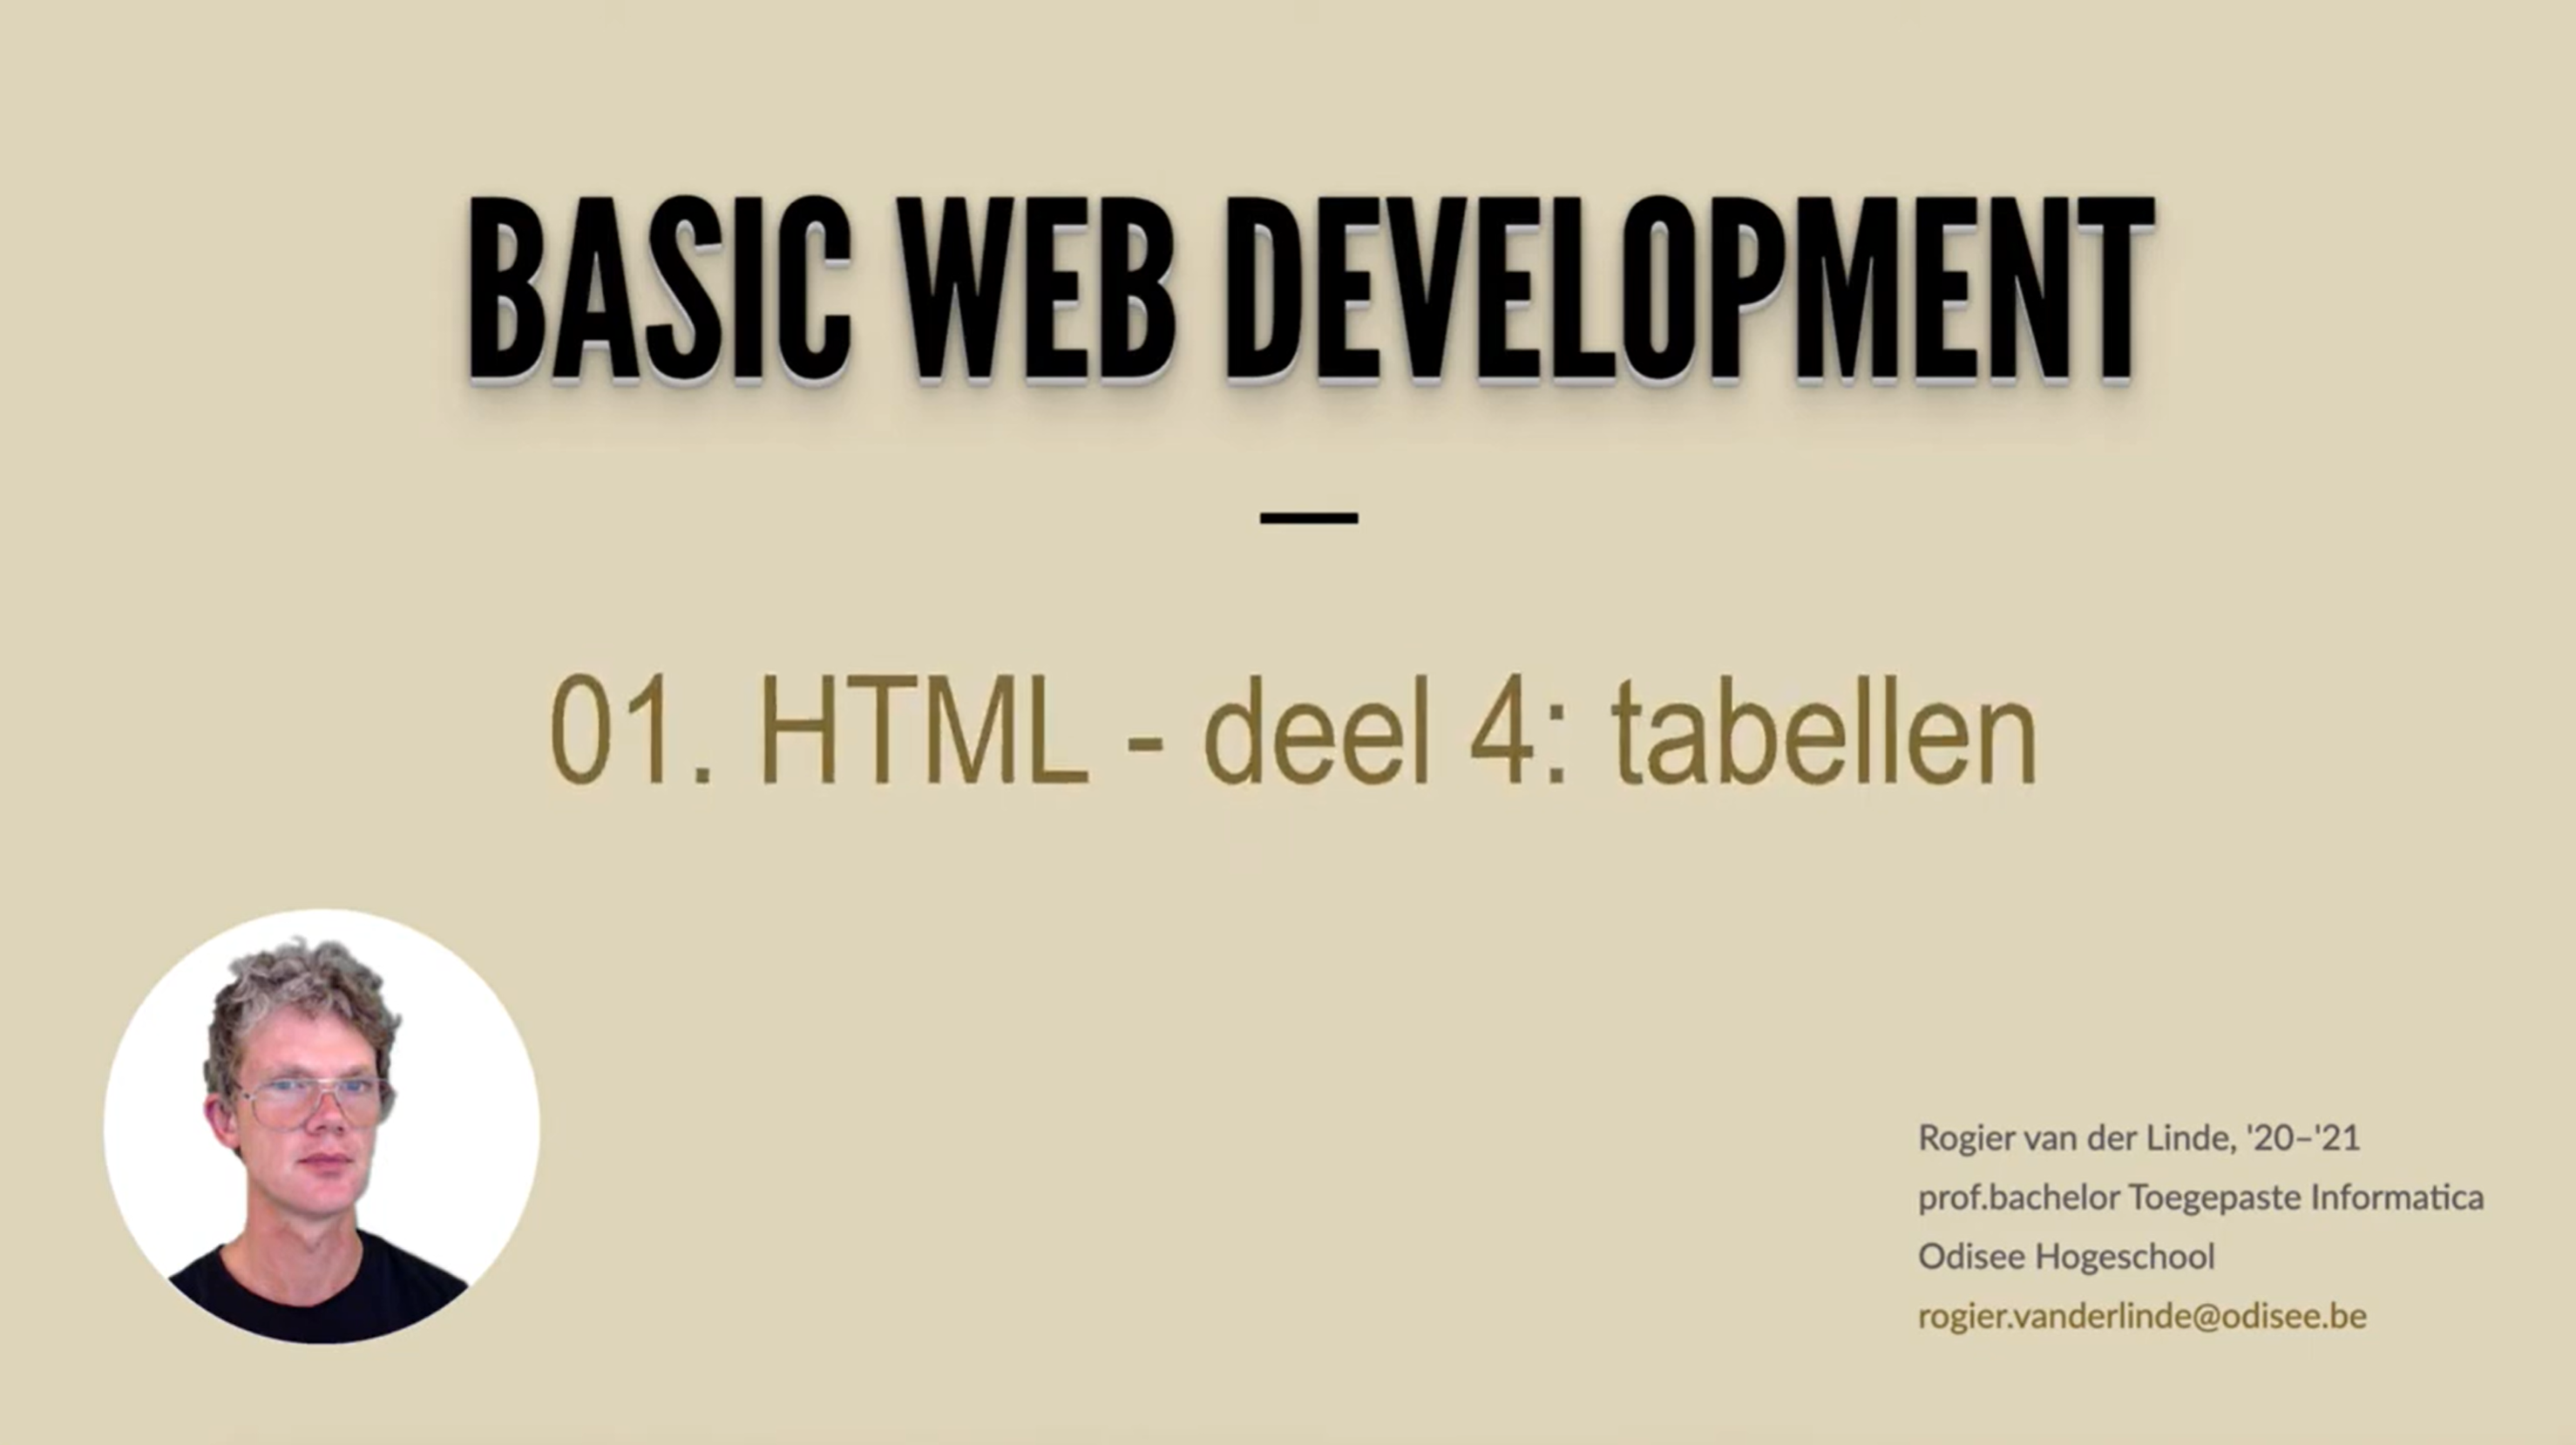 BASIC WEB DEVELOPMENT
01. HTML - deel 4: tabellen
Rogier van der Linde, '20–'21
prof.bachelor Toegepaste Informatica
Odisee Hogeschool
rogier.vanderlinde@odisee.be